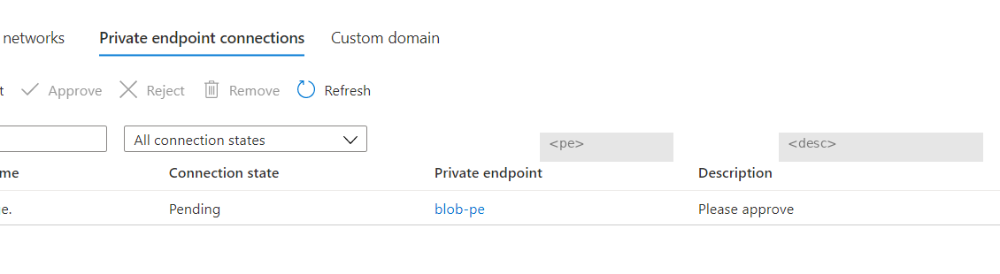 networks Private endpoint connections Custom domain
t Approve Reject Remove Refresh
All connection states <pe> <desc>
me Connection state Private endpoint Description
e. Pending blob-pe Please approve